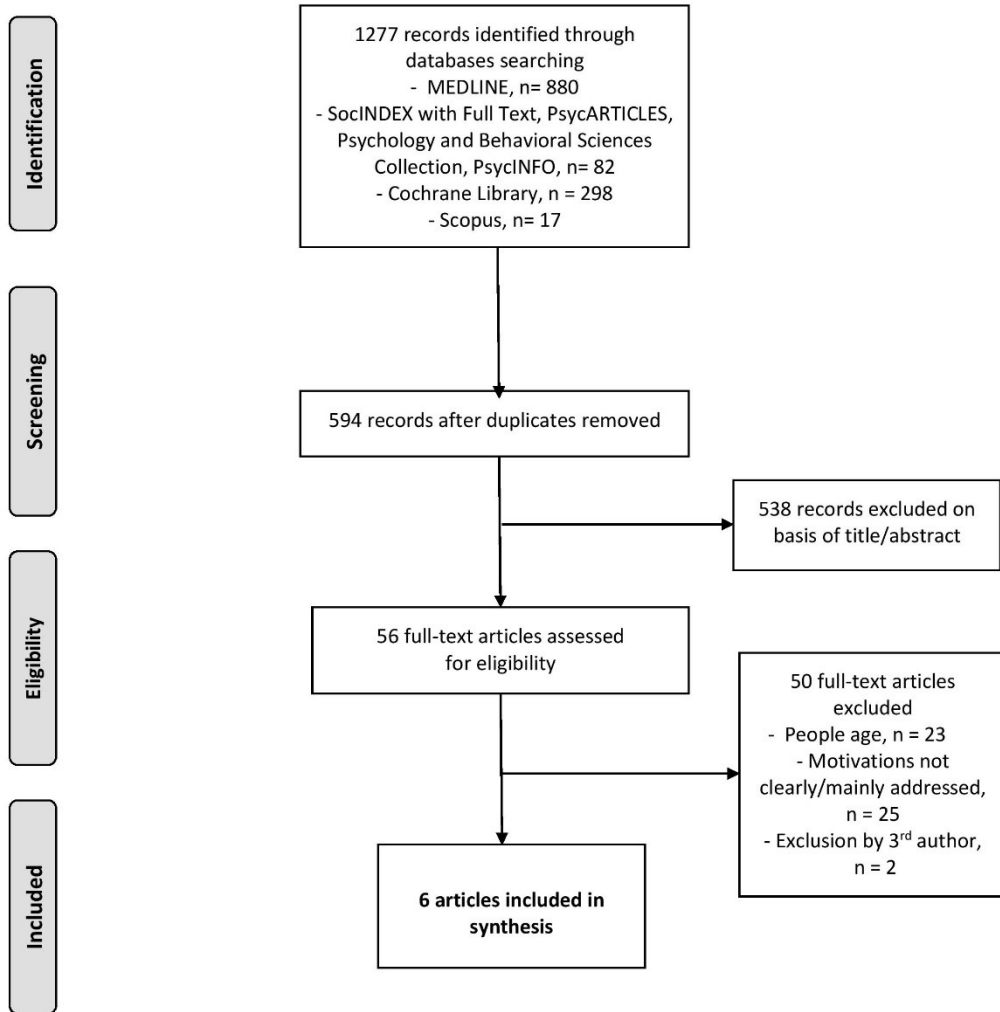 Identification
1277 records identified through
databases searching
- MEDLINE, n= 880
- SocINDEX with Full Text, PsycARTICLES,
Psychology and Behavioral Sciences
Collection, PsycINFO, n= 82
- Cochrane Library, n = 298
- Scopus, n= 17
Screening
594 records after duplicates removed
538 records excluded on
basis of title/abstract
Eligibility
56 full-text articles assessed
for eligibility
50 full-text articles
excluded
- People age, n = 23
- Motivations not
clearly/mainly addressed,
n = 25
- Exclusion by 3rd author,
n = 2
Included
6 articles included in
synthesis